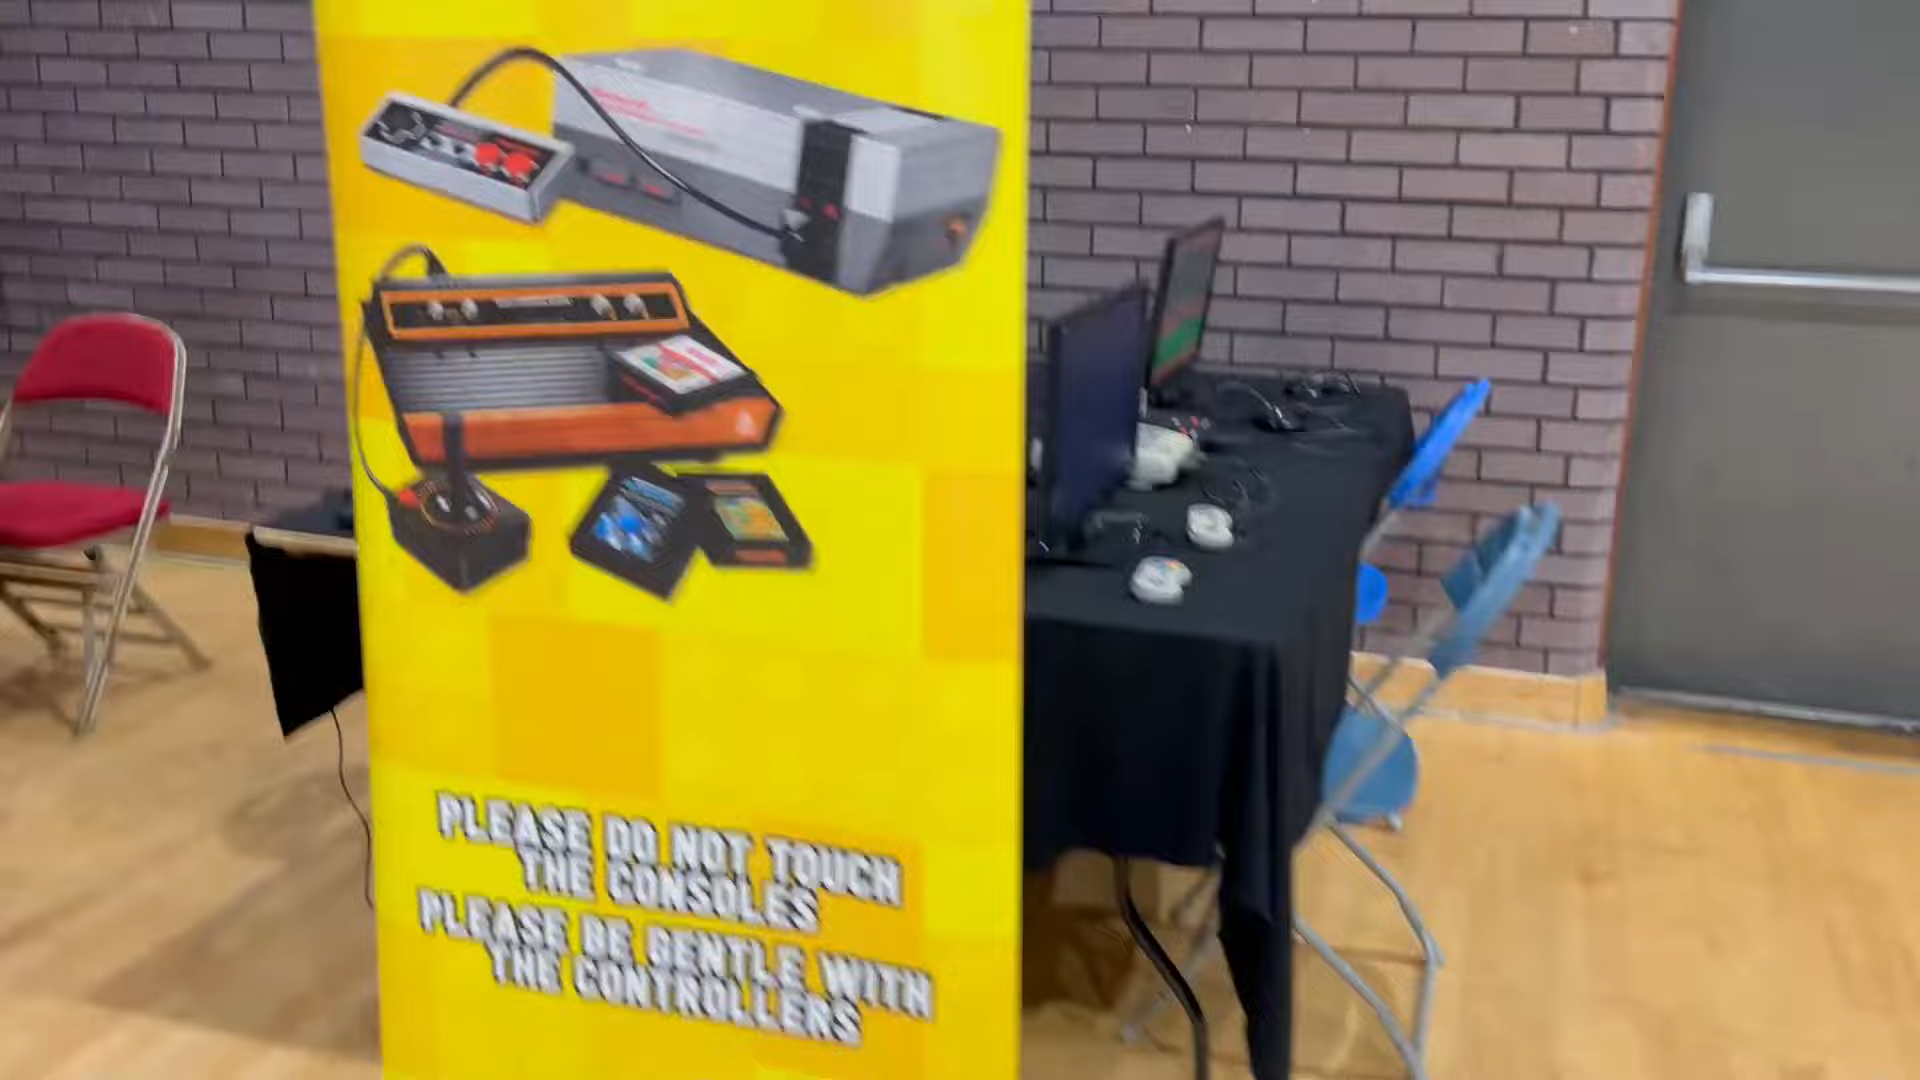 PLEASE DO NOT TOUCH
THE CONSOLES
PLEASE BE GENTLE WITH
THE CONTROLLERS